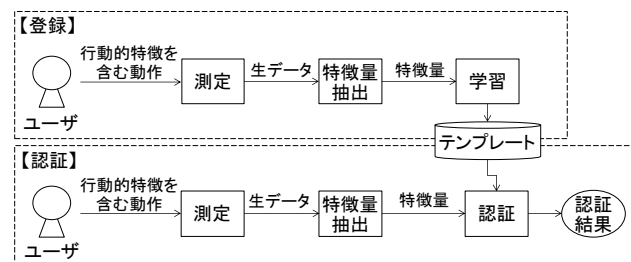 【登録】
行動的特徴を
含む動作
測定
生データ
特徴量
抽出
特徴量
学習
ユーザ
テンプレート
【認証】
行動的特徴を
含む動作
測定
生データ
特徴量
抽出
特徴量
認証
認証
結果
ユーザ